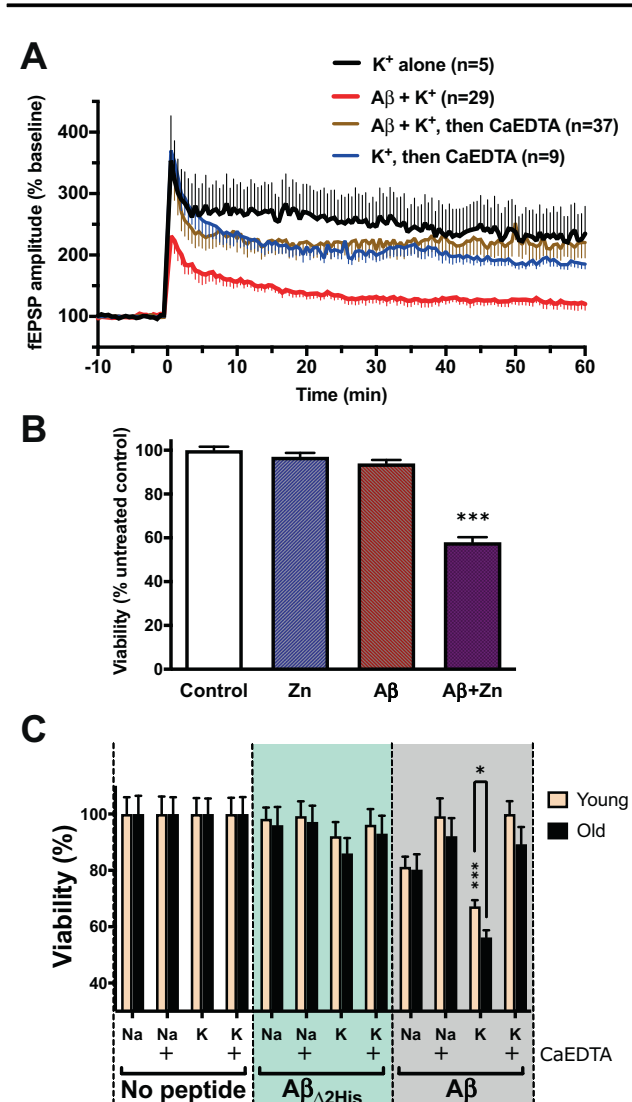 A
K⁺ alone (n=5)
Aβ + K⁺ (n=29)
Aβ + K⁺, then CaEDTA (n=37)
K⁺, then CaEDTA (n=9)
fEPSP amplitude (% baseline)
400
300
200
100
-10 0 10 20 30 40 50 60
Time (min)
B
Viability (% untreated control)
100
80
60
40
20
0
***
Control Zn Aβ Aβ+Zn
C
Viability (%)
100
80
60
40
*
***
Young
Old
Na Na K K Na Na K K Na Na K K
+ + + + + + CaEDTA
No peptide AβΔ2His Aβ